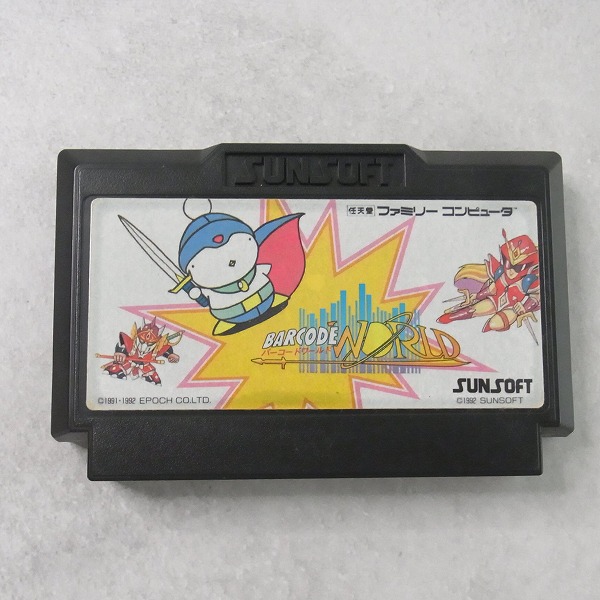 SUNSOFT
任天堂 ファミリー コンピュータ
BARCODE
バーコードワールド
WORLD
SUNSOFT
©1991・1992 EPOCH CO.LTD.
©1992 SUNSOFT